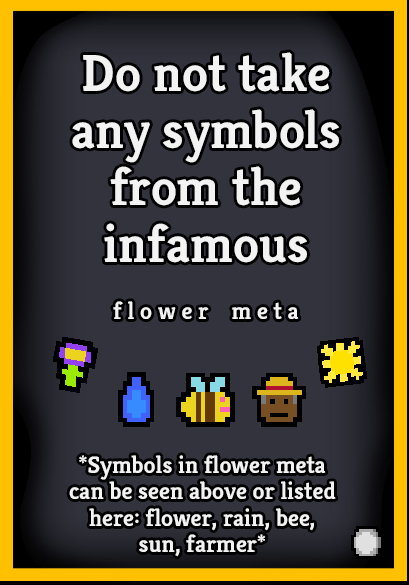 Do not take
any symbols
from the
infamous
flower meta
*Symbols in flower meta
can be seen above or listed
here: flower, rain, bee,
sun, farmer*